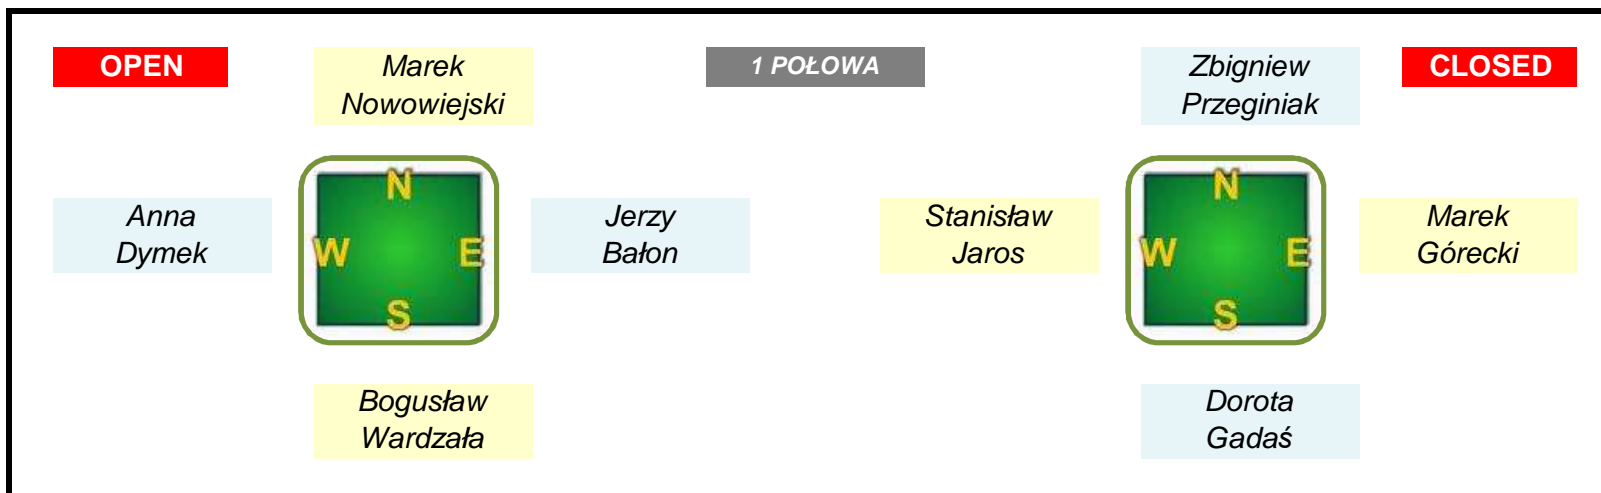 OPEN
Marek
Nowowiejski
1 POŁOWA
Zbigniew
Przeginiak
CLOSED
N
W
E
S
Anna
Dymek
Jerzy
Bałon
Stanisław
Jaros
N
W
E
S
Marek
Górecki
Bogusław
Wardzała
Dorota
Gadaś